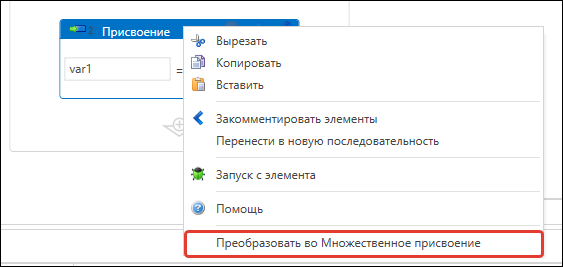 Присвоение
var1 =
Вырезать
Копировать
Вставить
Закомментировать элементы
Перенести в новую последовательность
Запуск с элемента
Помощь
Преобразовать во Множественное присвоение